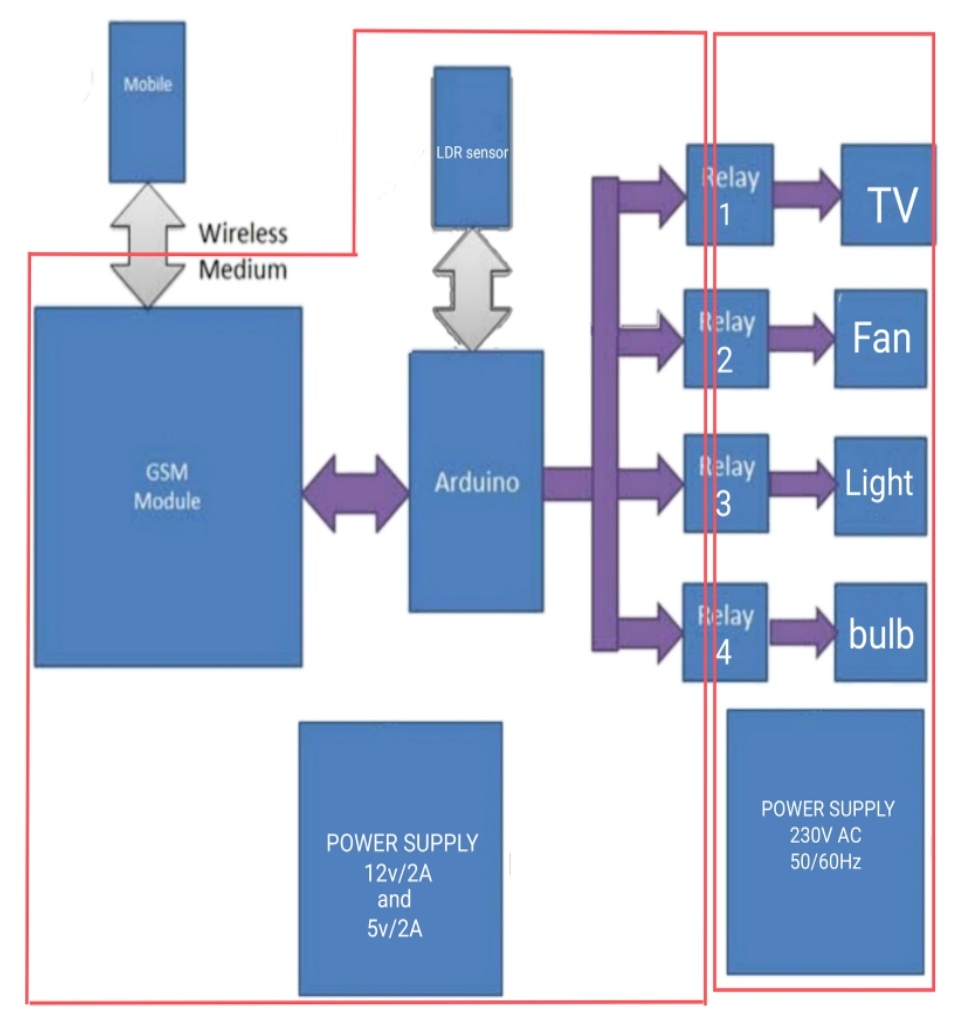 Mobile
LDR sensor
Wireless
Medium
Relay
1
TV
Relay
2
Fan
GSM
Module
Arduino
Relay
3
Light
Relay
4
bulb
POWER SUPPLY
12v/2A
and
5v/2A
POWER SUPPLY
230V AC
50/60Hz